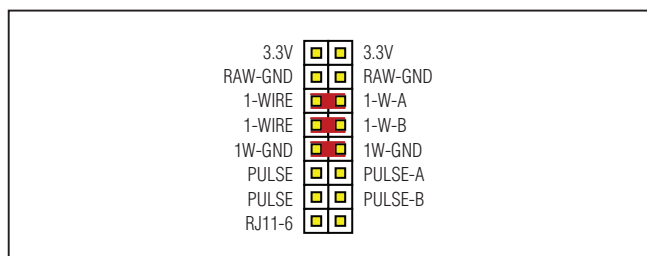 3.3V 3.3V
RAW-GND RAW-GND
1-WIRE 1-W-A
1-WIRE 1-W-B
1W-GND 1W-GND
PULSE PULSE-A
PULSE PULSE-B
RJ11-6